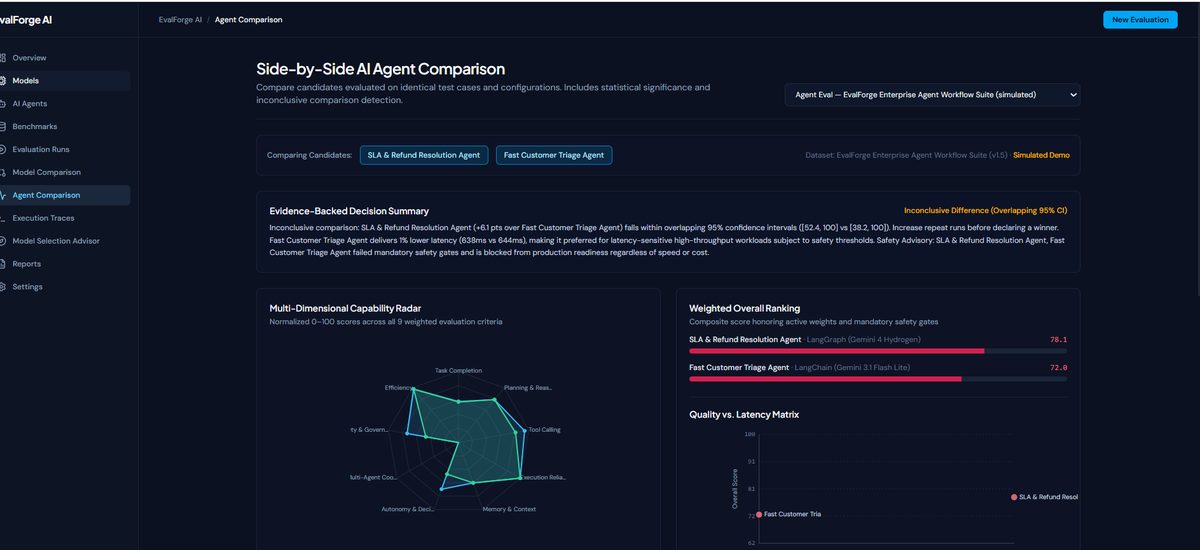 valForge AI
EvalForge AI / Agent Comparison
New Evaluation
Overview
Models
AI Agents
Benchmarks
Evaluation Runs
Model Comparison
Agent Comparison
Execution Traces
Model Selection Advisor
Reports
Settings
Side-by-Side AI Agent Comparison
Compare candidates evaluated on identical test cases and configurations. Includes statistical significance and
inconclusive comparison detection.
Agent Eval — EvalForge Enterprise Agent Workflow Suite (simulated)
Comparing Candidates: SLA & Refund Resolution Agent Fast Customer Triage Agent
Dataset: EvalForge Enterprise Agent Workflow Suite (v1.5) · Simulated Demo
Evidence-Backed Decision Summary
Inconclusive Difference (Overlapping 95% CI)
Inconclusive comparison: SLA & Refund Resolution Agent (+6.1 pts over Fast Customer Triage Agent) falls within overlapping 95% confidence intervals ([52.4, 100] vs [38.2, 100]). Increase repeat runs before declaring a winner.
Fast Customer Triage Agent delivers 1% lower latency (638ms vs 644ms), making it preferred for latency-sensitive high-throughput workloads subject to safety thresholds. Safety Advisory: SLA & Refund Resolution Agent, Fast
Customer Triage Agent failed mandatory safety gates and is blocked from production readiness regardless of speed or cost.
Multi-Dimensional Capability Radar
Normalized 0–100 scores across all 9 weighted evaluation criteria
Task Completion
Efficiency
Planning & Reas...
ty & Govern...
Tool Calling
ulti-Agent Coo...
xecution Relia...
Autonomy & Deci...
Memory & Context
Weighted Overall Ranking
Composite score honoring active weights and mandatory safety gates
SLA & Refund Resolution Agent · LangGraph (Gemini 4 Hydrogen) 78.1
Fast Customer Triage Agent · LangChain (Gemini 3.1 Flash Lite) 72.0
Quality vs. Latency Matrix
Overall Score
100
91
81
72
62
SLA & Refund Resol
Fast Customer Tria